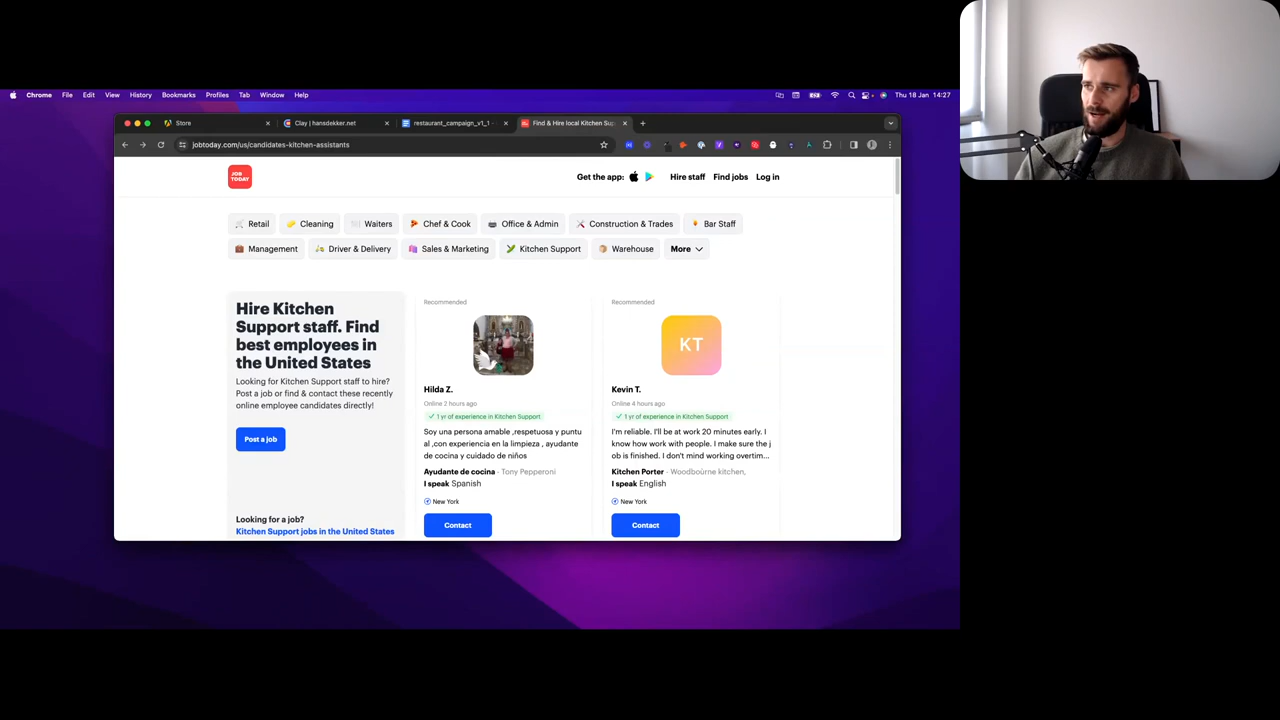 Chrome File Edit View History Bookmarks Profiles Tab Window Help
Thu 18 Jan 14:27
Store
Clay | hansdekker.net
restaurant_campaign_v1_1 -
Find & Hire local Kitchen Sup
jobtoday.com/us/candidates-kitchen-assistants
JOB
TODAY
Get the app:
Hire staff
Find jobs
Log in
Retail
Cleaning
Waiters
Chef & Cook
Office & Admin
Construction & Trades
Bar Staff
Management
Driver & Delivery
Sales & Marketing
Kitchen Support
Warehouse
More
Hire Kitchen
Support staff. Find
best employees in
the United States
Looking for Kitchen Support staff to hire?
Post a job or find & contact these recently
online employee candidates directly!
Post a job
Looking for a job?
Kitchen Support jobs in the United States
Recommended
Hilda Z.
Online 2 hours ago
1 yr of experience in Kitchen Support
Soy una persona amable ,respetuosa y puntu
al ,con experiencia en la limpieza , ayudante
de cocina y cuidado de niños
Ayudante de cocina - Tony Pepperoni
I speak Spanish
New York
Contact
Recommended
KT
Kevin T.
Online 4 hours ago
1 yr of experience in Kitchen Support
I'm reliable. I'll be at work 20 minutes early. I
know how work with people. I make sure the j
ob is finished. I don't mind working overtim...
Kitchen Porter - Woodbourne kitchen,
I speak English
New York
Contact